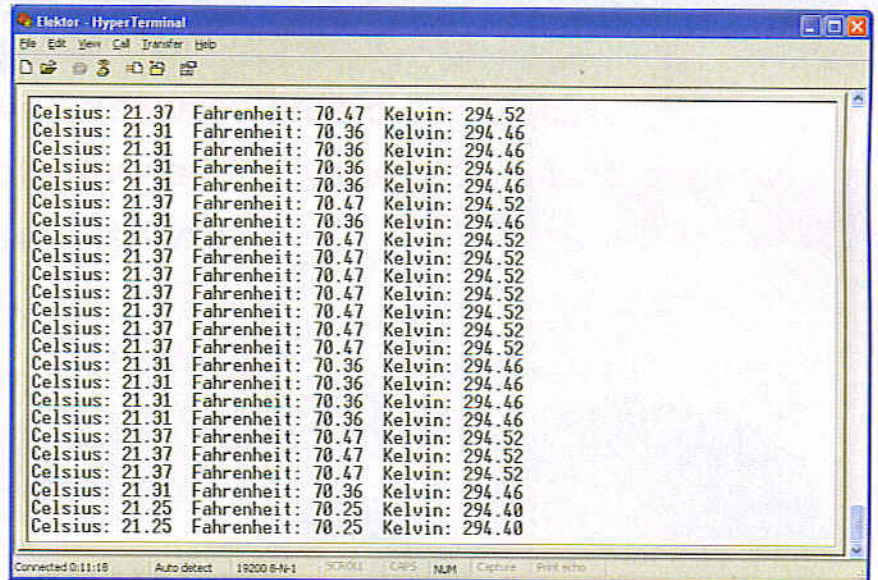 Elektor - HyperTerminal
File Edit View Call Transfer Help
Celsius: 21.37 Fahrenheit: 70.47 Kelvin: 294.52
Celsius: 21.31 Fahrenheit: 70.36 Kelvin: 294.46
Celsius: 21.31 Fahrenheit: 70.36 Kelvin: 294.46
Celsius: 21.31 Fahrenheit: 70.36 Kelvin: 294.46
Celsius: 21.31 Fahrenheit: 70.36 Kelvin: 294.46
Celsius: 21.37 Fahrenheit: 70.47 Kelvin: 294.52
Celsius: 21.31 Fahrenheit: 70.36 Kelvin: 294.46
Celsius: 21.37 Fahrenheit: 70.47 Kelvin: 294.52
Celsius: 21.37 Fahrenheit: 70.47 Kelvin: 294.52
Celsius: 21.37 Fahrenheit: 70.47 Kelvin: 294.52
Celsius: 21.37 Fahrenheit: 70.47 Kelvin: 294.52
Celsius: 21.37 Fahrenheit: 70.47 Kelvin: 294.52
Celsius: 21.37 Fahrenheit: 70.47 Kelvin: 294.52
Celsius: 21.37 Fahrenheit: 70.47 Kelvin: 294.52
Celsius: 21.31 Fahrenheit: 70.36 Kelvin: 294.46
Celsius: 21.31 Fahrenheit: 70.36 Kelvin: 294.46
Celsius: 21.31 Fahrenheit: 70.36 Kelvin: 294.46
Celsius: 21.31 Fahrenheit: 70.36 Kelvin: 294.46
Celsius: 21.37 Fahrenheit: 70.47 Kelvin: 294.52
Celsius: 21.37 Fahrenheit: 70.47 Kelvin: 294.52
Celsius: 21.37 Fahrenheit: 70.47 Kelvin: 294.52
Celsius: 21.31 Fahrenheit: 70.36 Kelvin: 294.46
Celsius: 21.25 Fahrenheit: 70.25 Kelvin: 294.40
Celsius: 21.25 Fahrenheit: 70.25 Kelvin: 294.40
Connected 0:11:18 Auto detect 19200 8-N-1 SCROLL CAPS NUM Capture Print echo